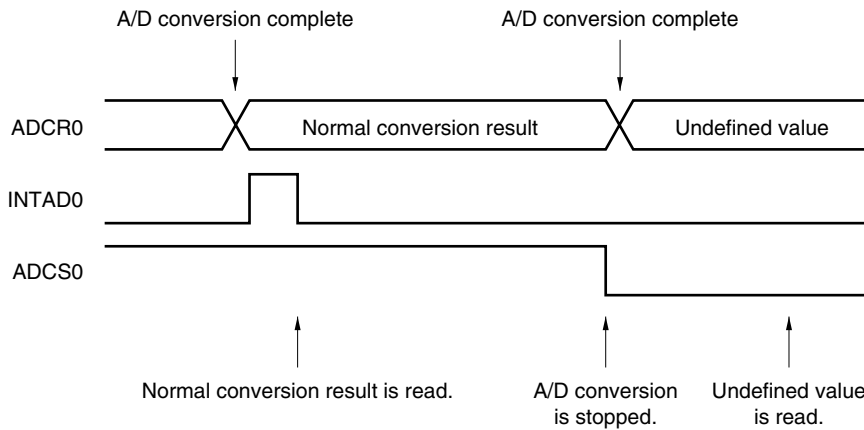 A/D conversion complete
A/D conversion complete
ADCR0
Normal conversion result
Undefined value
INTAD0
ADCS0
Normal conversion result is read.
A/D conversion
is stopped.
Undefined value
is read.